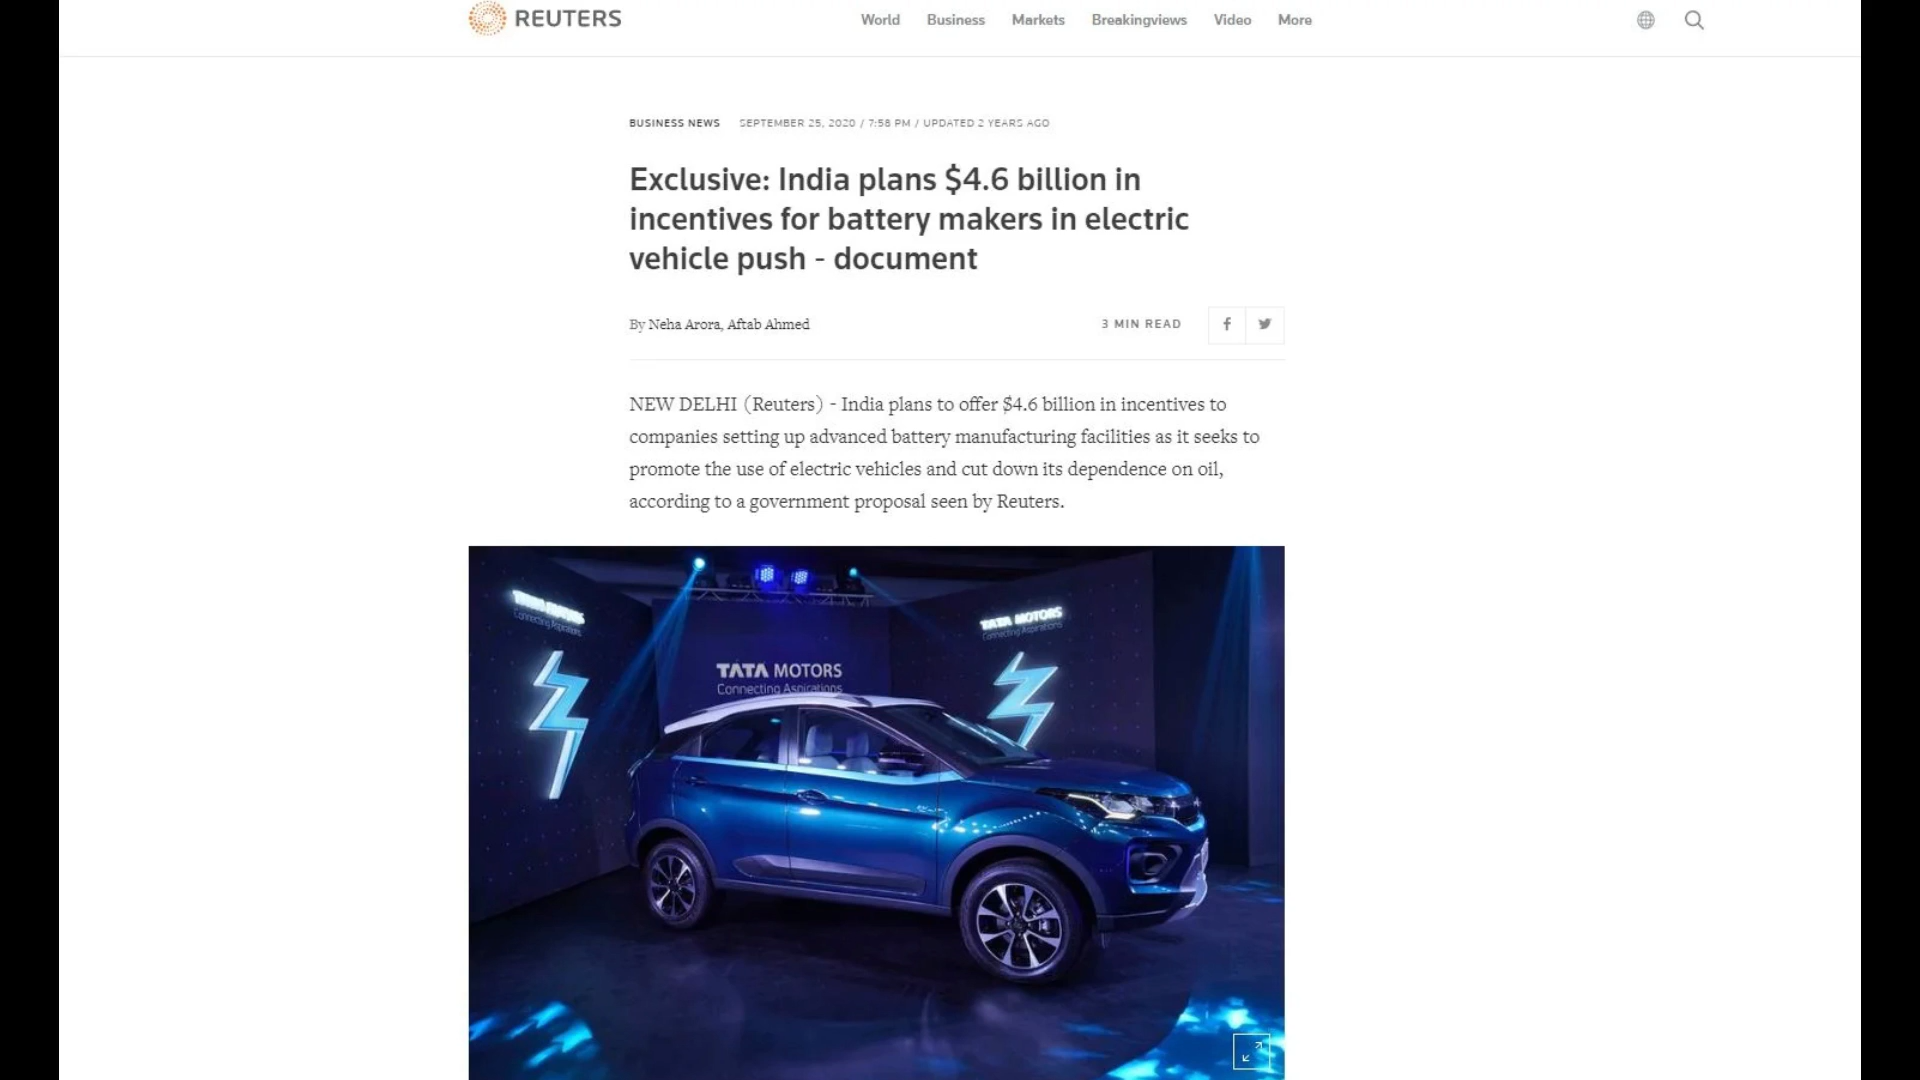 REUTERS
World Business Markets Breakingviews Video More
BUSINESS NEWS SEPTEMBER 25, 2020 / 7:58 PM / UPDATED 2 YEARS AGO
Exclusive: India plans $4.6 billion in
incentives for battery makers in electric
vehicle push - document
By Neha Arora, Aftab Ahmed
3 MIN READ
NEW DELHI (Reuters) - India plans to offer $4.6 billion in incentives to
companies setting up advanced battery manufacturing facilities as it seeks to
promote the use of electric vehicles and cut down its dependence on oil,
according to a government proposal seen by Reuters.
TATA MOTORS
Connecting Aspirations
TATA MOTORS
Connecting Aspirations
TATA MOTORS
Connecting Aspirations